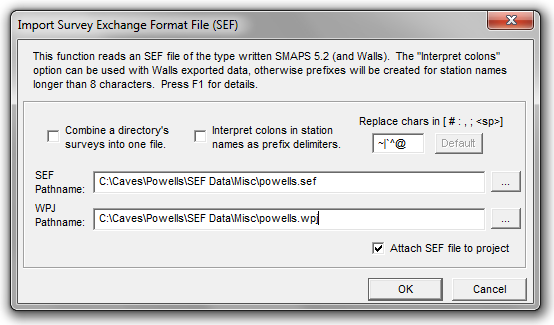 Import Survey Exchange Format File (SEF)
This function reads an SEF file of the type written SMAPS 5.2 (and Walls). The "Interpret colons"
option can be used with Walls exported data, otherwise prefixes will be created for station names
longer than 8 characters. Press F1 for details.
Replace chars in [ # : , ; <sp>]
Combine a directory's
surveys into one file.
Interpret colons in station
names as prefix delimiters.
~|`^@
Default
SEF
Pathname:
C:\Caves\Powells\SEF Data\Misc\powells.sef
...
WPJ
Pathname:
C:\Caves\Powells\SEF Data\Misc\powells.wpj
...
Attach SEF file to project
OK
Cancel